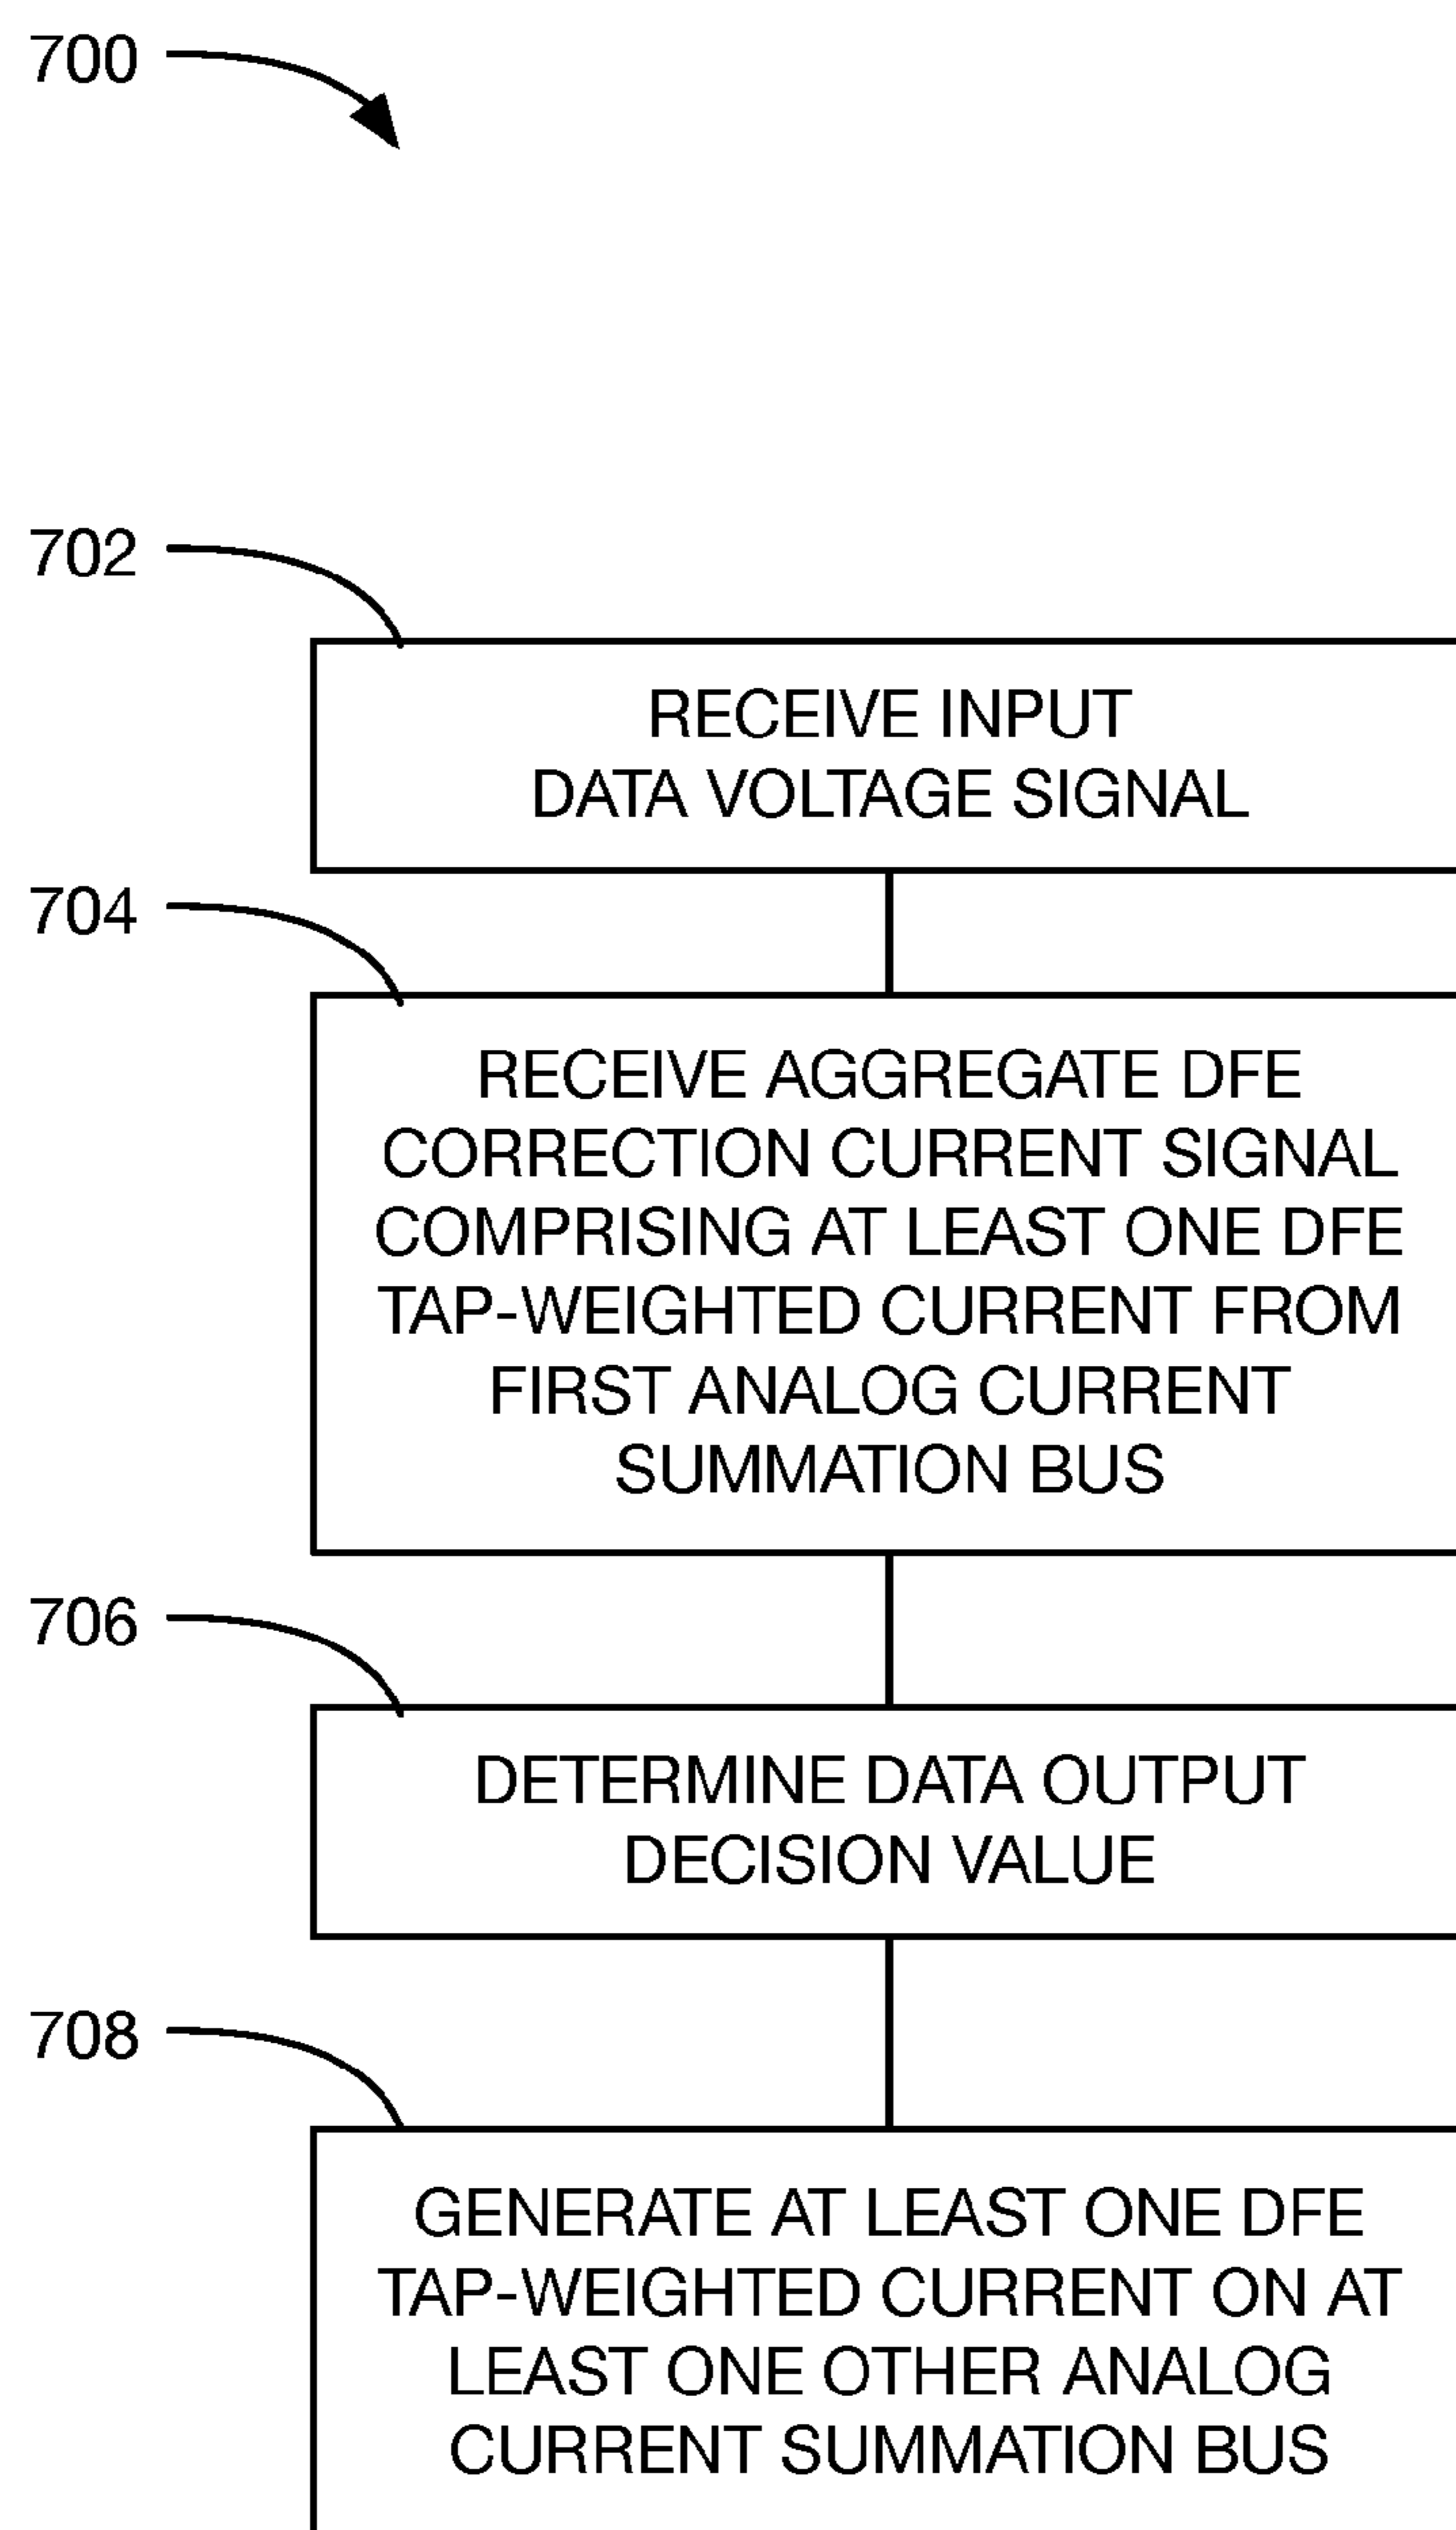 700
702
RECEIVE INPUT
DATA VOLTAGE SIGNAL
704
RECEIVE AGGREGATE DFE
CORRECTION CURRENT SIGNAL
COMPRISING AT LEAST ONE DFE
TAP-WEIGHTED CURRENT FROM
FIRST ANALOG CURRENT
SUMMATION BUS
706
DETERMINE DATA OUTPUT
DECISION VALUE
708
GENERATE AT LEAST ONE DFE
TAP-WEIGHTED CURRENT ON AT
LEAST ONE OTHER ANALOG
CURRENT SUMMATION BUS